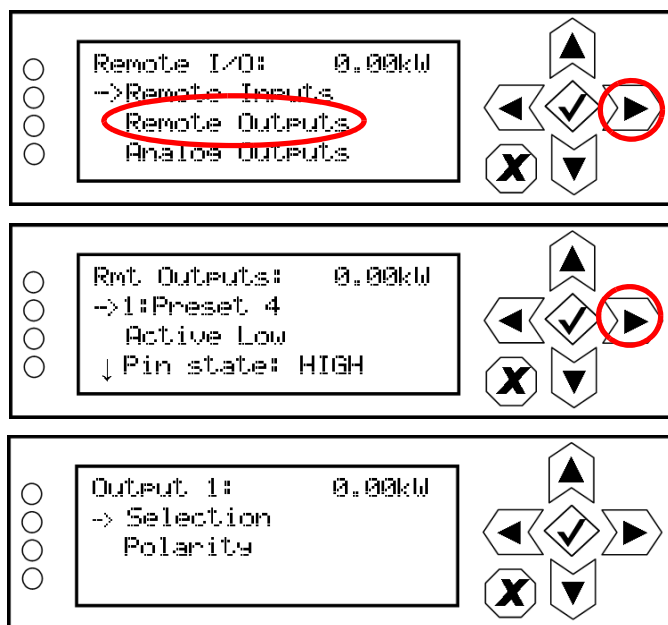 Remote I/O: 0.00kW
->Remote Inputs
Remote Outputs
Analog Outputs
X
Rmt Outputs: 0.00kW
->1:Preset 4
Active Low
↓Pin state: HIGH
X
Output 1: 0.00kW
-> Selection
Polarity
X